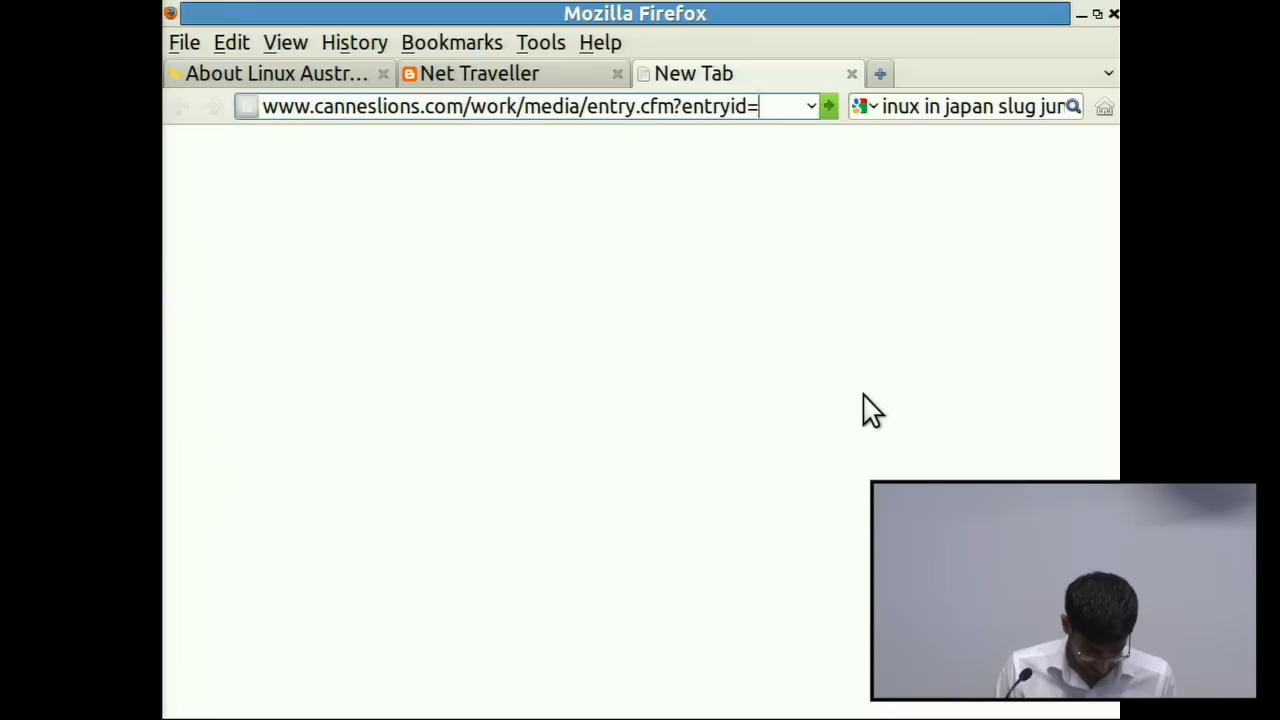 Mozilla Firefox
File Edit View History Bookmarks Tools Help
About Linux Austr... Net Traveller New Tab
www.canneslions.com/work/media/entry.cfm?entryid= inux in japan slug jur